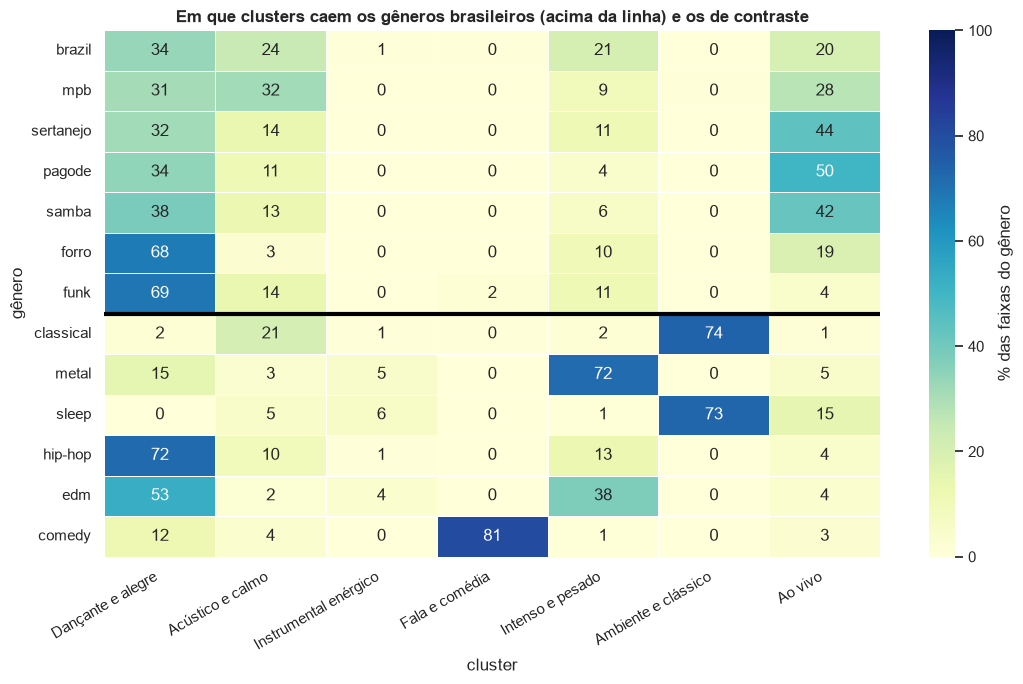 Em que clusters caem os gêneros brasileiros (acima da linha) e os de contraste
gênero
brazil 34 24 1 0 21 0 20
mpb 31 32 0 0 9 0 28
sertanejo 32 14 0 0 11 0 44
pagode 34 11 0 0 4 0 50
samba 38 13 0 0 6 0 42
forro 68 3 0 0 10 0 19
funk 69 14 0 2 11 0 4
classical 2 21 1 0 2 74 1
metal 15 3 5 0 72 0 5
sleep 0 5 6 0 1 73 15
hip-hop 72 10 1 0 13 0 4
edm 53 2 4 0 38 0 4
comedy 12 4 0 81 1 0 3
Dançante e alegre
Acústico e calmo
Instrumental enérgico
Fala e comédia
Intenso e pesado
Ambiente e clássico
Ao vivo
cluster
100
80
60
40
20
0
% das faixas do gênero